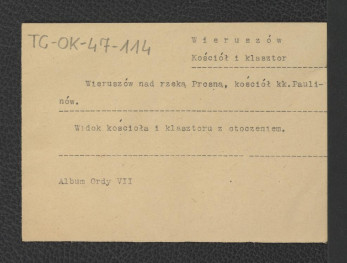 TG-OK-47-114
Wieruszów
Kościół i klasztor
Wieruszów nad rzeką Prosną, kościół kk.Pauli-
nów.
Widok kościoła i klasztoru z otoczeniem.
Album Ordy VII